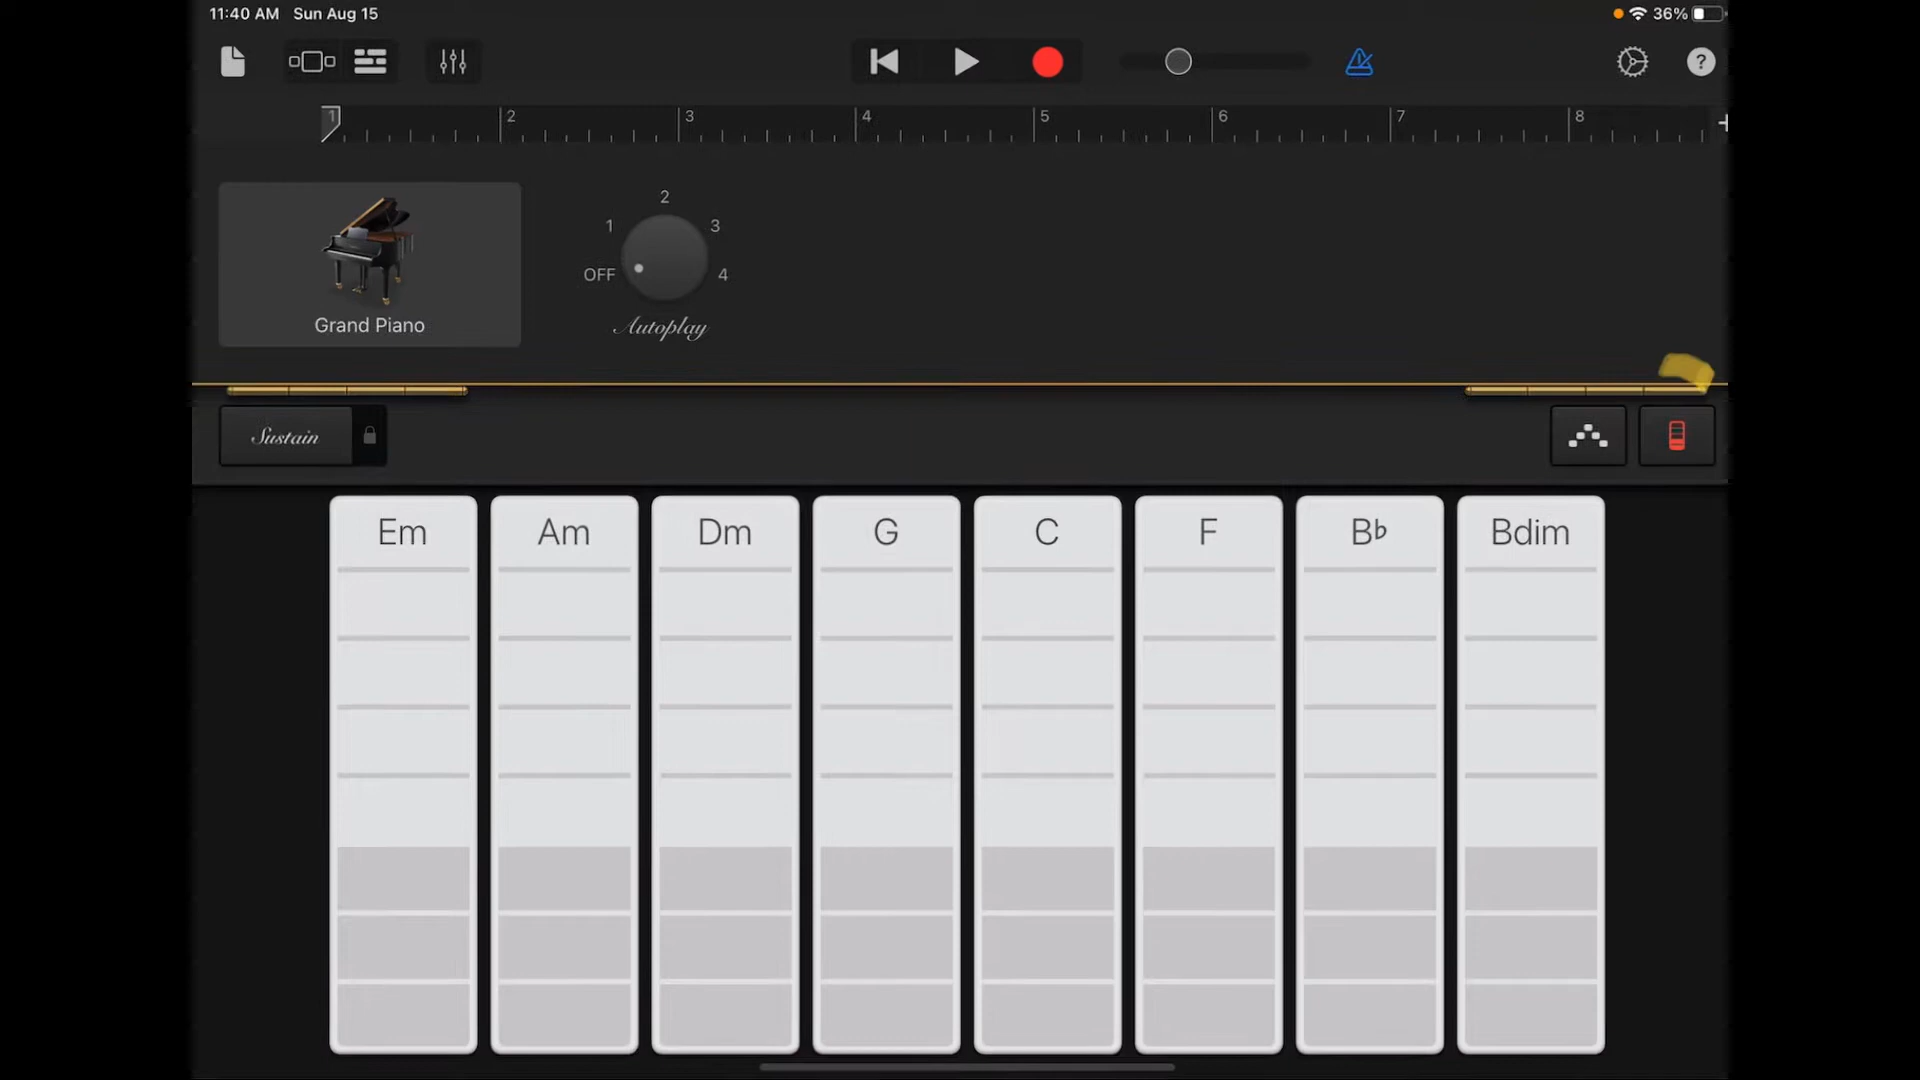 11:40 AM Sun Aug 15 36%
?
1 2 3 4 5 6 7 8
2
1 3
OFF 4
Autoplay
Grand Piano
Sustain
Em Am Dm G C F B♭ Bdim